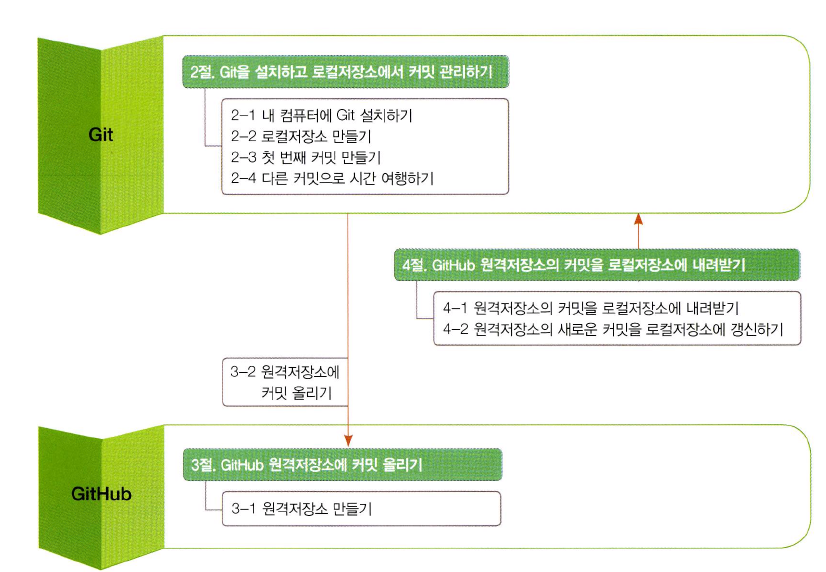 Git
2절. Git을 설치하고 로컬저장소에서 커밋 관리하기
2-1 내 컴퓨터에 Git 설치하기
2-2 로컬저장소 만들기
2-3 첫 번째 커밋 만들기
2-4 다른 커밋으로 시간 여행하기
4절. GitHub 원격저장소의 커밋을 로컬저장소에 내려받기
4-1 원격저장소의 커밋을 로컬저장소에 내려받기
4-2 원격저장소의 새로운 커밋을 로컬저장소에 갱신하기
3-2 원격저장소에
커밋 올리기
GitHub
3절. GitHub 원격저장소에 커밋 올리기
3-1 원격저장소 만들기